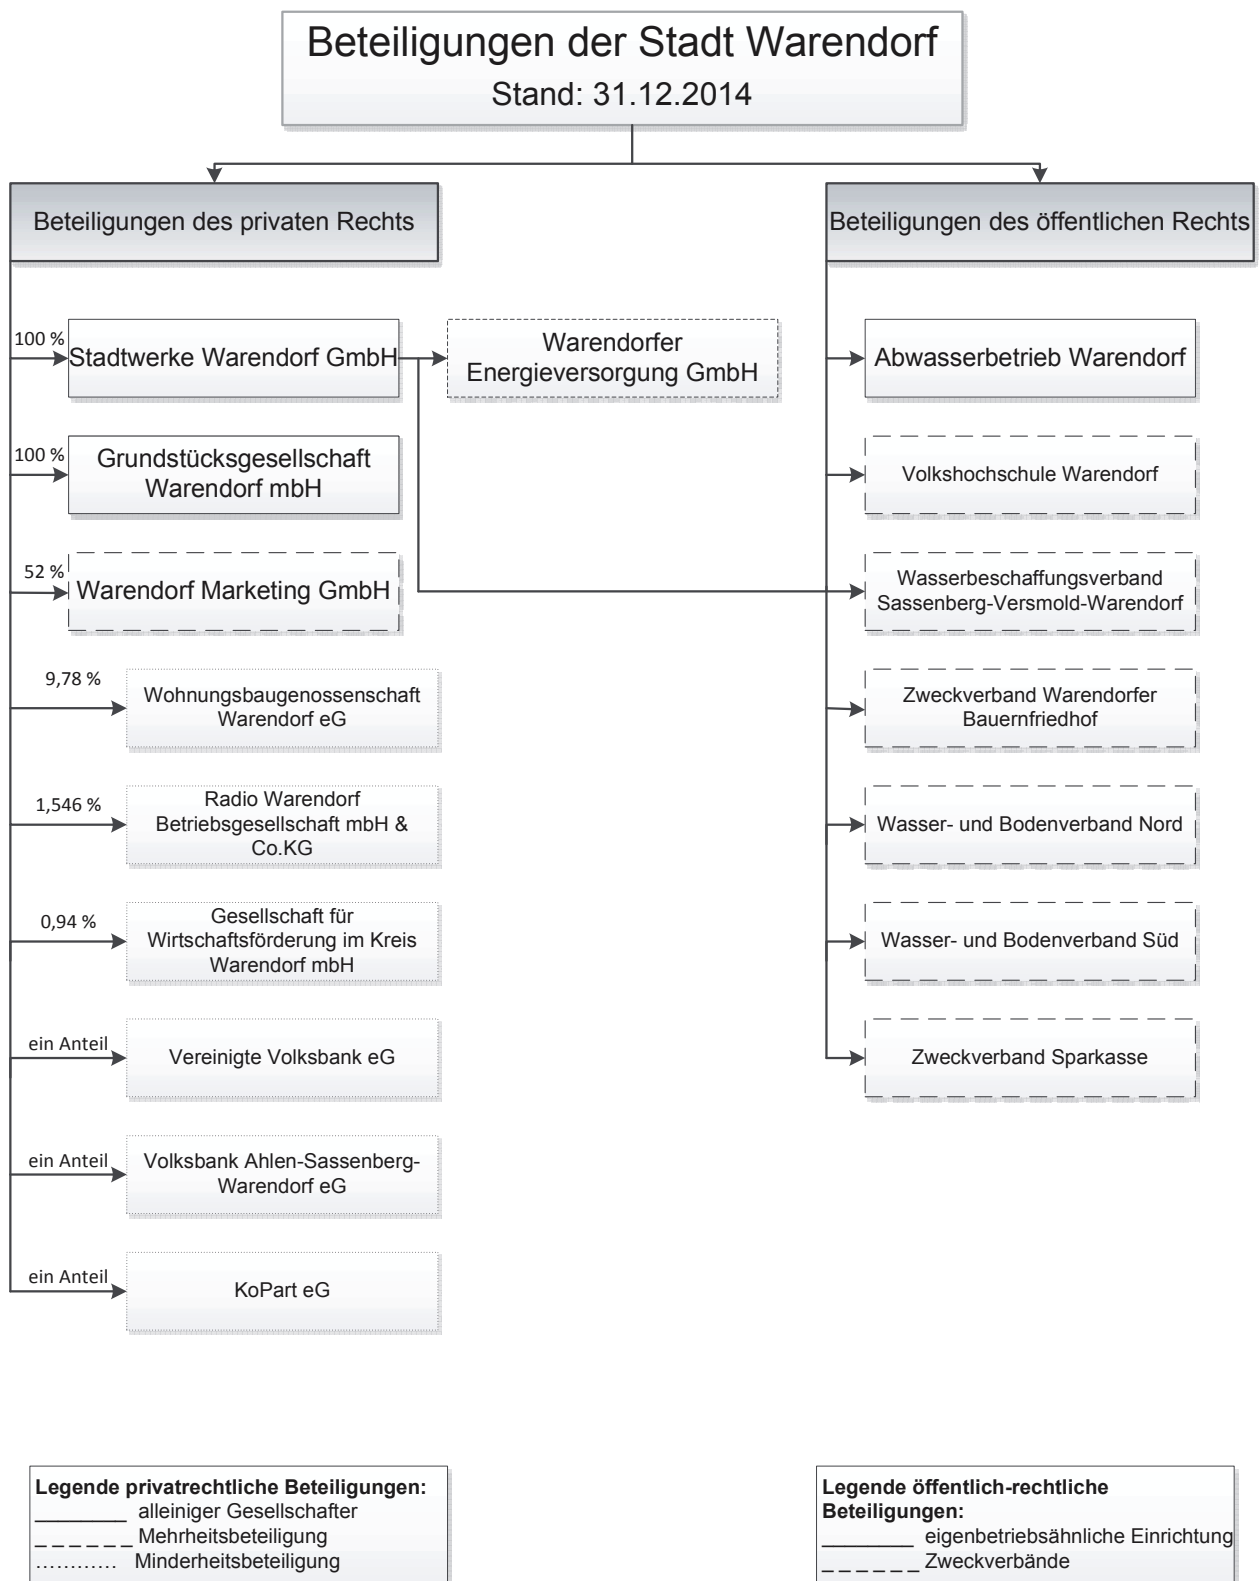 Beteiligungen der Stadt Warendorf
Stand: 31.12.2014
Beteiligungen des privaten Rechts
100 %
Stadtwerke Warendorf GmbH
Warendorfer
Energieversorgung GmbH
100 %
Grundstücksgesellschaft
Warendorf mbH
52 %
Warendorf Marketing GmbH
9,78 %
Wohnungsbaugenossenschaft
Warendorf eG
1,546 %
Radio Warendorf
Betriebsgesellschaft mbH &
Co.KG
0,94 %
Gesellschaft für
Wirtschaftsförderung im Kreis
Warendorf mbH
ein Anteil
Vereinigte Volksbank eG
ein Anteil
Volksbank Ahlen-Sassenberg-
Warendorf eG
ein Anteil
KoPart eG
Beteiligungen des öffentlichen Rechts
Abwasserbetrieb Warendorf
Volkshochschule Warendorf
Wasserbeschaffungsverband
Sassenberg-Versmold-Warendorf
Zweckverband Warendorfer
Bauernfriedhof
Wasser- und Bodenverband Nord
Wasser- und Bodenverband Süd
Zweckverband Sparkasse
Legende privatrechtliche Beteiligungen:
________ alleiniger Gesellschafter
_ _ _ _ _ _ Mehrheitsbeteiligung
………… Minderheitsbeteiligung
Legende öffentlich-rechtliche
Beteiligungen:
________ eigenbetriebsähnliche Einrichtung
_ _ _ _ _ _ Zweckverbände